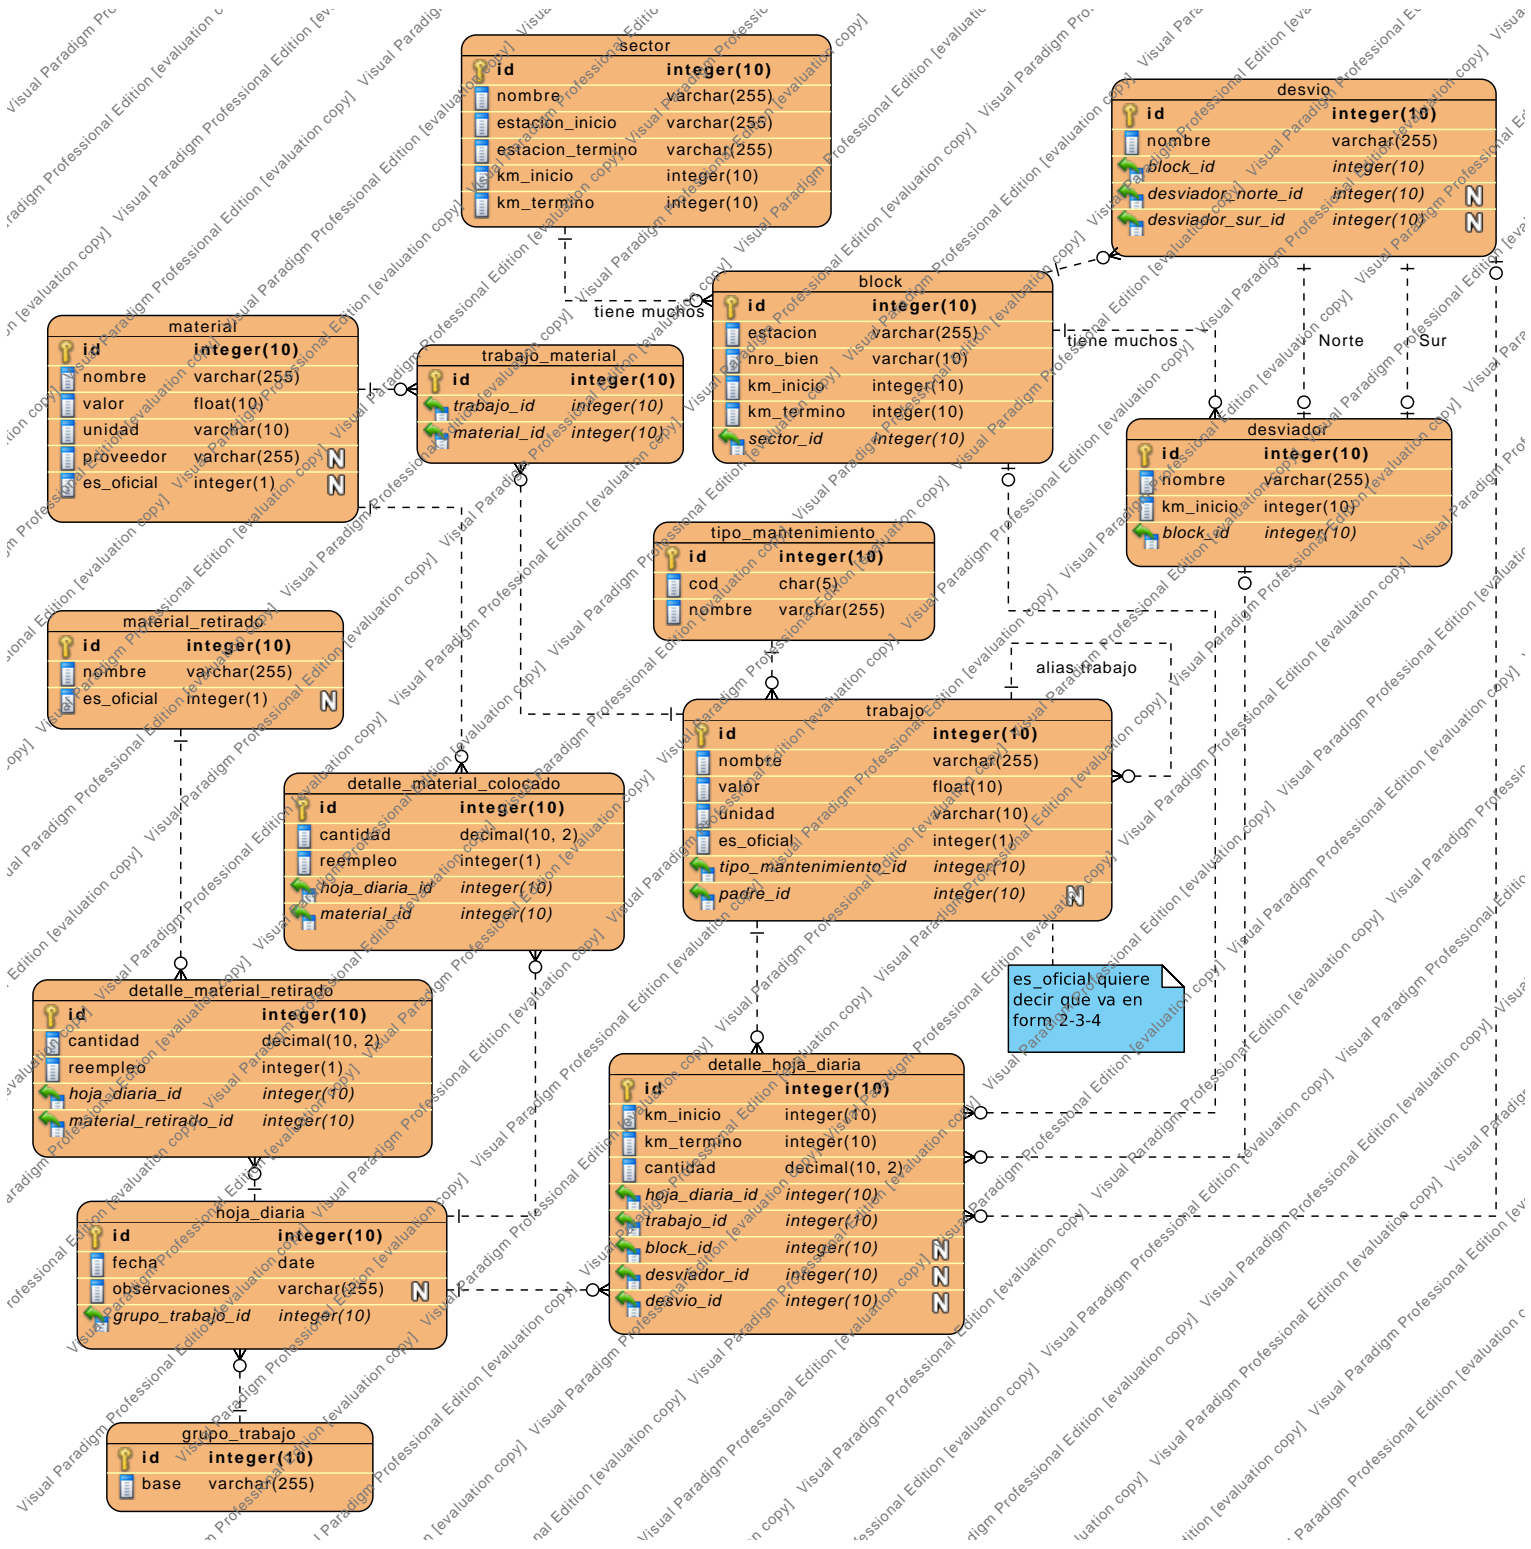 sector
id integer(10)
nombre varchar(255)
estacion_inicio varchar(255)
estacion_termino varchar(255)
km_inicio integer(10)
km_termino integer(10)
desvio
id integer(10)
nombre varchar(255)
block_id integer(10)
desviador_norte_id integer(10) N
desviador_sur_id integer(10) N
block
id integer(10)
estacion varchar(255)
nro_bien varchar(10)
km_inicio integer(10)
km_termino integer(10)
sector_id integer(10)
tiene muchos
tiene muchos
Norte
Sur
material
id integer(10)
nombre varchar(255)
valor float(10)
unidad varchar(10)
proveedor varchar(255) N
es_oficial integer(1) N
trabajo_material
id integer(10)
trabajo_id integer(10)
material_id integer(10)
desviador
id integer(10)
nombre varchar(255)
km_inicio integer(10)
block_id integer(10)
tipo_mantenimiento
id integer(10)
cod char(5)
nombre varchar(255)
material_retirado
id integer(10)
nombre varchar(255)
es_oficial integer(1) N
alias trabajo
trabajo
id integer(10)
nombre varchar(255)
valor float(10)
unidad varchar(10)
es_oficial integer(1)
tipo_mantenimiento_id integer(10)
padre_id integer(10) N
detalle_material_colocado
id integer(10)
cantidad decimal(10, 2)
reempleo integer(1)
hoja_diaria_id integer(10)
material_id integer(10)
es_oficial quiere
decir que va en
form 2-3-4
detalle_material_retirado
id integer(10)
cantidad decimal(10, 2)
reempleo integer(1)
hoja_diaria_id integer(10)
material_retirado_id integer(10)
detalle_hoja_diaria
id integer(10)
km_inicio integer(10)
km_termino integer(10)
cantidad decimal(10, 2)
hoja_diaria_id integer(10)
trabajo_id integer(10)
block_id integer(10) N
desviador_id integer(10) N
desvio_id integer(10) N
hoja_diaria
id integer(10)
fecha date
observaciones varchar(255) N
grupo_trabajo_id integer(10)
grupo_trabajo
id integer(10)
base varchar(255)
Visual Paradigm Professional Edition [evaluation copy]